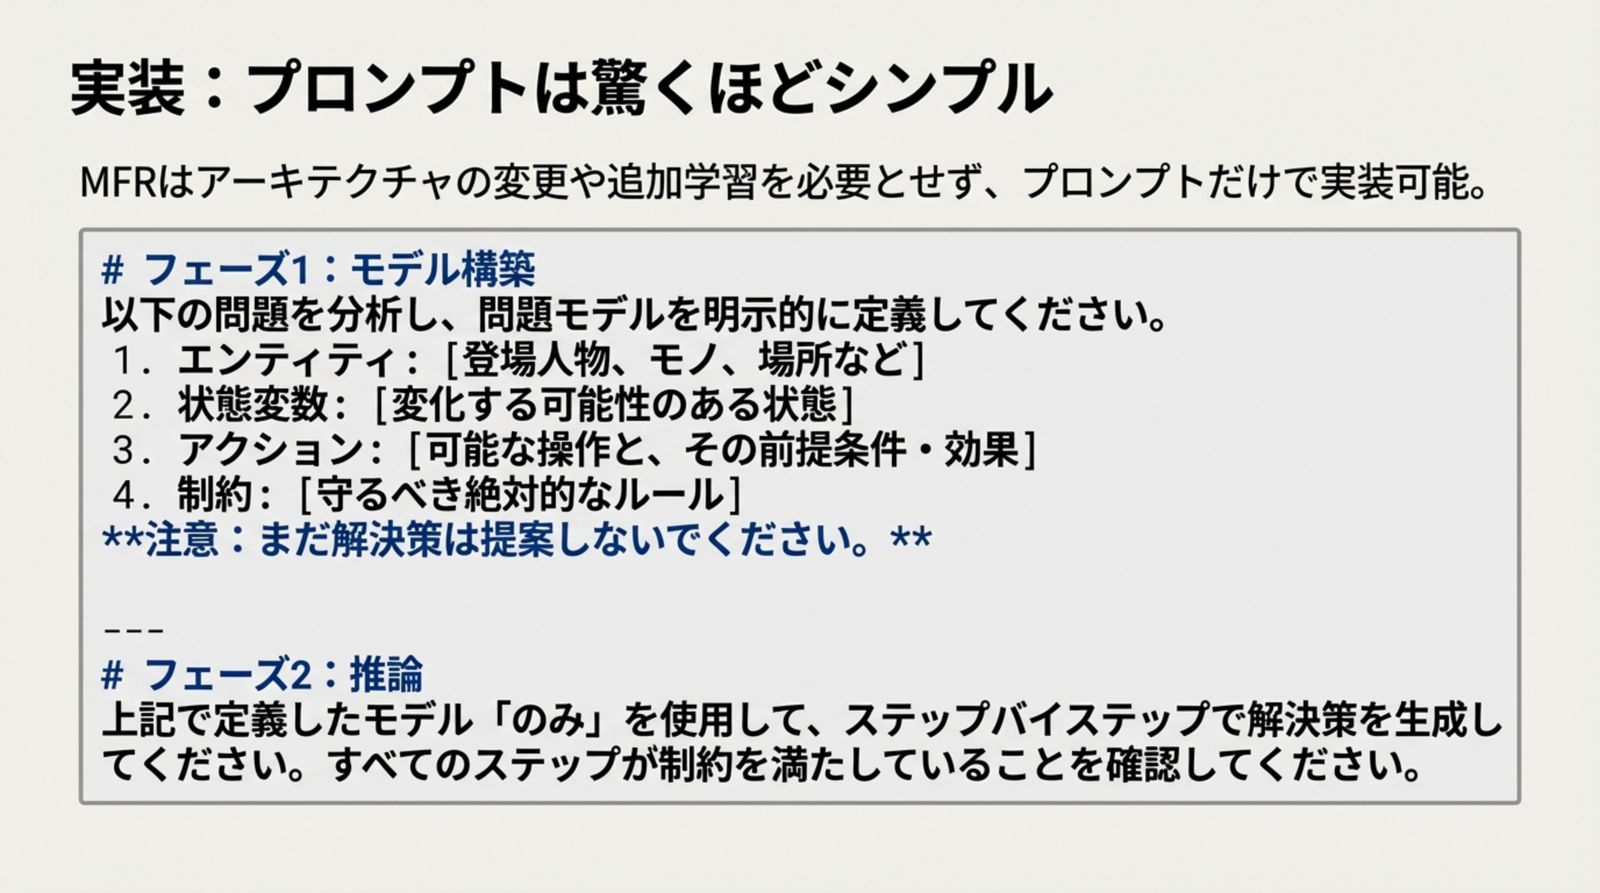 実装：プロンプトは驚くほどシンプル
MFRはアーキテクチャの変更や追加学習を必要とせず、プロンプトだけで実装可能。
# フェーズ1：モデル構築
以下の問題を分析し、問題モデルを明示的に定義してください。
1. エンティティ: [登場人物、モノ、場所など]
2. 状態変数: [変化する可能性のある状態]
3. アクション: [可能な操作と、その前提条件・効果]
4. 制約: [守るべき絶対的なルール]
**注意：まだ解決策は提案しないでください。**
---
# フェーズ2：推論
上記で定義したモデル「のみ」を使用して、ステップバイステップで解決策を生成し
てください。すべてのステップが制約を満たしていることを確認してください。